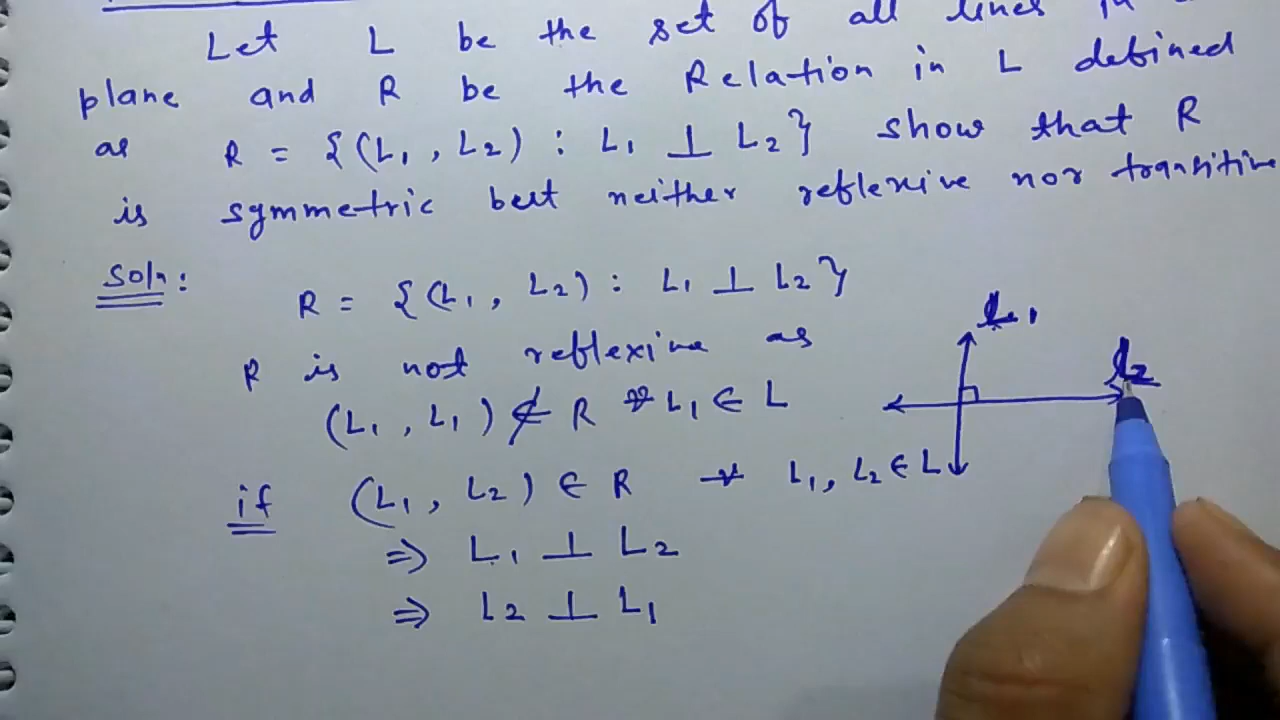 Let L be the set of all lines in a
plane and R be the Relation in L defined
as R = {(L₁, L₂) : L₁ ⊥ L₂} show that R
is symmetric but neither reflexive nor transitive
Soln:
R = {(L₁, L₂) : L₁ ⊥ L₂}
R is not reflexive as
(L₁, L₁) ∉ R ∀ L₁ ∈ L
if (L₁, L₂) ∈ R ∀ L₁, L₂ ∈ L
⇒ L₁ ⊥ L₂
⇒ L₂ ⊥ L₁
L₁
L₂